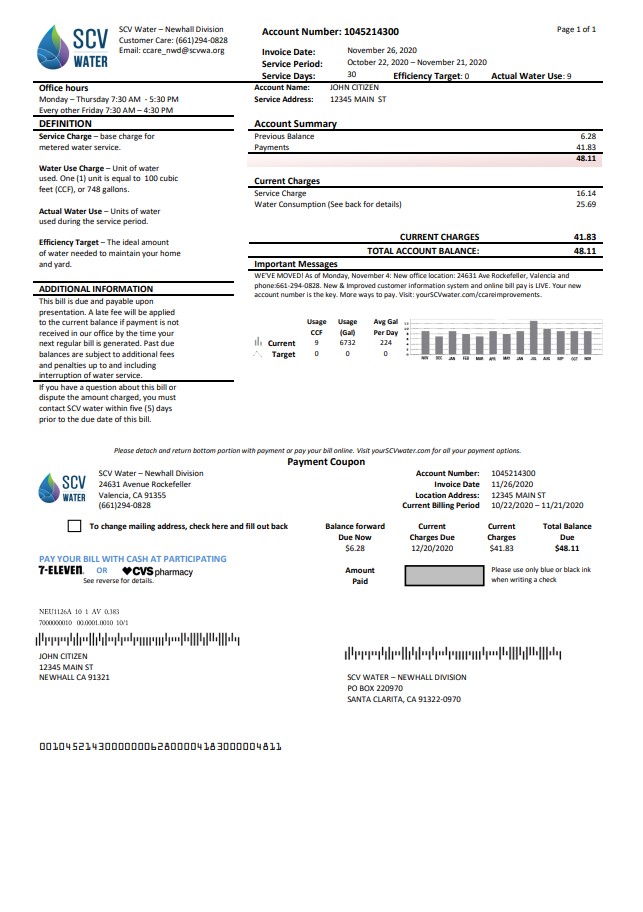 SCV
WATER
SCV Water – Newhall Division
Customer Care: (661)294-0828
Email: ccare_nwd@scvwa.org
Account Number: 1045214300
Page 1 of 1
Invoice Date: November 26, 2020
Service Period: October 22, 2020 – November 21, 2020
Service Days: 30 Efficiency Target: 0 Actual Water Use: 9
Account Name: JOHN CITIZEN
Service Address: 12345 MAIN ST
Office hours
Monday – Thursday 7:30 AM - 5:30 PM
Every other Friday 7:30 AM – 4:30 PM
DEFINITION
Service Charge – base charge for
metered water service.
Water Use Charge – Unit of water
used. One (1) unit is equal to 100 cubic
feet (CCF), or 748 gallons.
Actual Water Use – Units of water
used during the service period.
Efficiency Target – The ideal amount
of water needed to maintain your home
and yard.
ADDITIONAL INFORMATION
This bill is due and payable upon
presentation. A late fee will be applied
to the current balance if payment is not
received in our office by the time your
next regular bill is generated. Past due
balances are subject to additional fees
and penalties up to and including
interruption of water service.
If you have a question about this bill or
dispute the amount charged, you must
contact SCV water within five (5) days
prior to the due date of this bill.
Account Summary
Previous Balance 6.28
Payments 41.83
48.11
Current Charges
Service Charge 16.14
Water Consumption (See back for details) 25.69
CURRENT CHARGES 41.83
TOTAL ACCOUNT BALANCE: 48.11
Important Messages
WE'VE MOVED! As of Monday, November 4: New office location: 24631 Ave Rockefeller, Valencia and
phone:661-294-0828. New & Improved customer information system and online bill pay is LIVE. Your new
account number is the key. More ways to pay. Visit: yourSCVwater.com/ccareimprovements.
Usage Usage Avg Gal
CCF (Gal) Per Day
Current 9 6732 224
Target 0 0 0
NOV DEC JAN FEB MAR APR MAY JUN JUL AUG SEP OCT NOV
Please detach and return bottom portion with payment or pay your bill online. Visit yourSCVwater.com for all your payment options.
Payment Coupon
SCV
WATER
SCV Water – Newhall Division
24631 Avenue Rockefeller
Valencia, CA 91355
(661)294-0828
Account Number: 1045214300
Invoice Date 11/26/2020
Location Address: 12345 MAIN ST
Current Billing Period 10/22/2020 – 11/21/2020
To change mailing address, check here and fill out back
Balance forward Current Current Total Balance
Due Now Charges Due Charges Due
$6.28 12/20/2020 $41.83 $48.11
PAY YOUR BILL WITH CASH AT PARTICIPATING
7-ELEVEN. OR CVS pharmacy
See reverse for details.
Amount
Paid
Please use only blue or black ink
when writing a check
NEU1126A 10 1 AV 0.383
7000000010 00.0001.0010 10/1
JOHN CITIZEN
12345 MAIN ST
NEWHALL CA 91321
SCV WATER – NEWHALL DIVISION
PO BOX 220970
SANTA CLARITA, CA 91322-0970